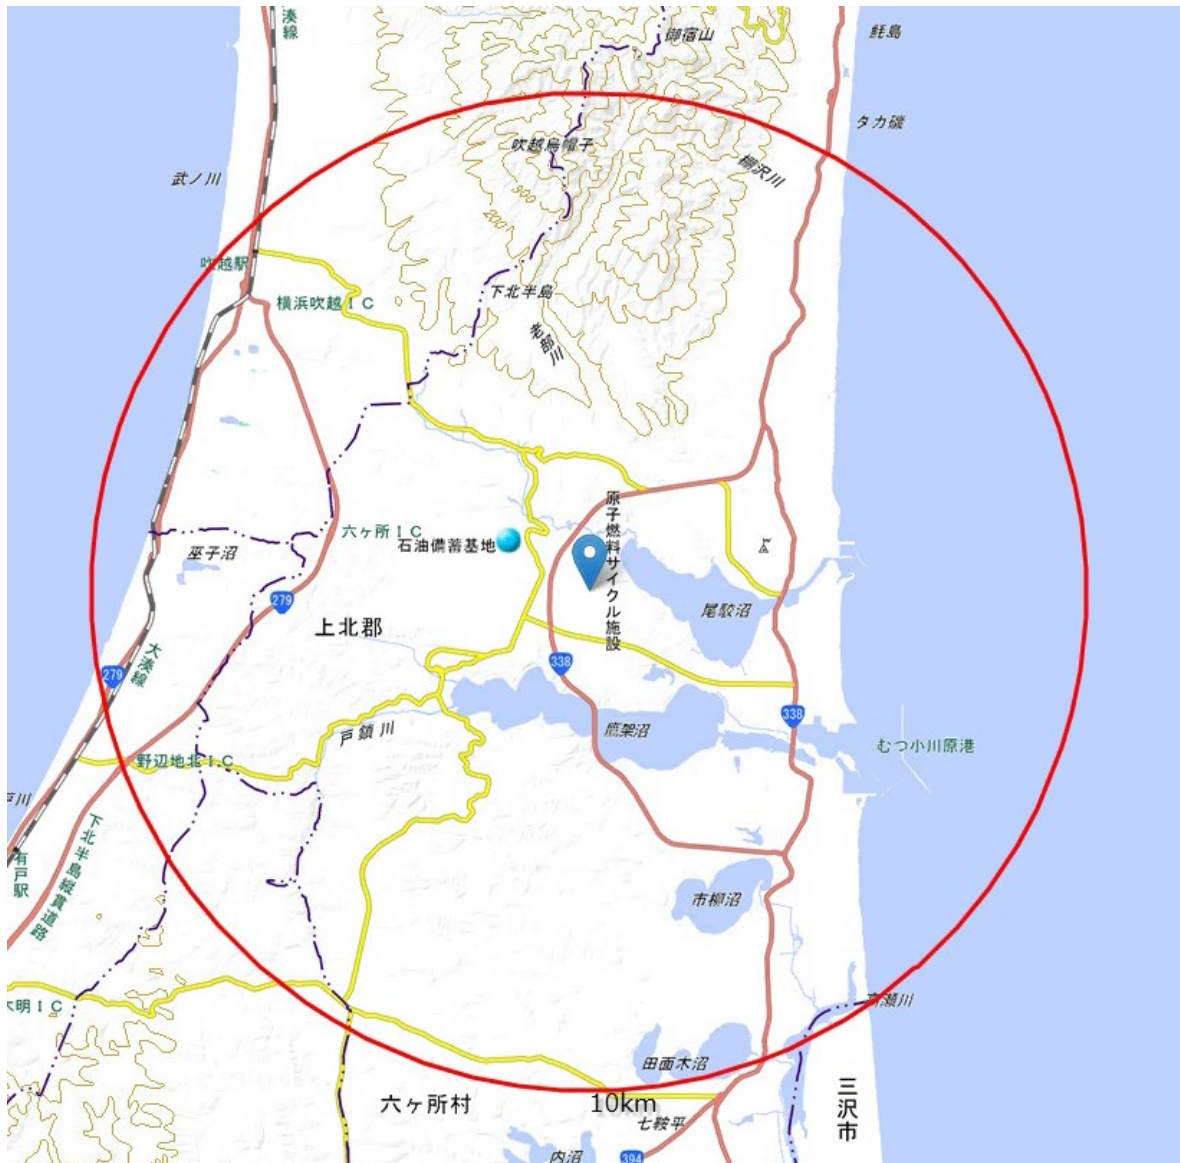 湊線
御宿山
鮏島
タカ磯
吹越烏帽子
棚沢川
武ノ川
300
200
吹越駅
下北半島
横浜吹越IC
老部川
原子燃料サイクル施設
六ヶ所IC
石油備蓄基地
巫子沼
279
尾駮沼
上北郡
大湊線
279
338
338
戸鎖川
鷹架沼
むつ小川原港
野辺地北I.C
戸川
下北半島縦貫道路
有戸駅
市柳沼
木明IC
高瀬川
田面木沼
三沢市
六ヶ所村
10km
七鞍平
内沼
394